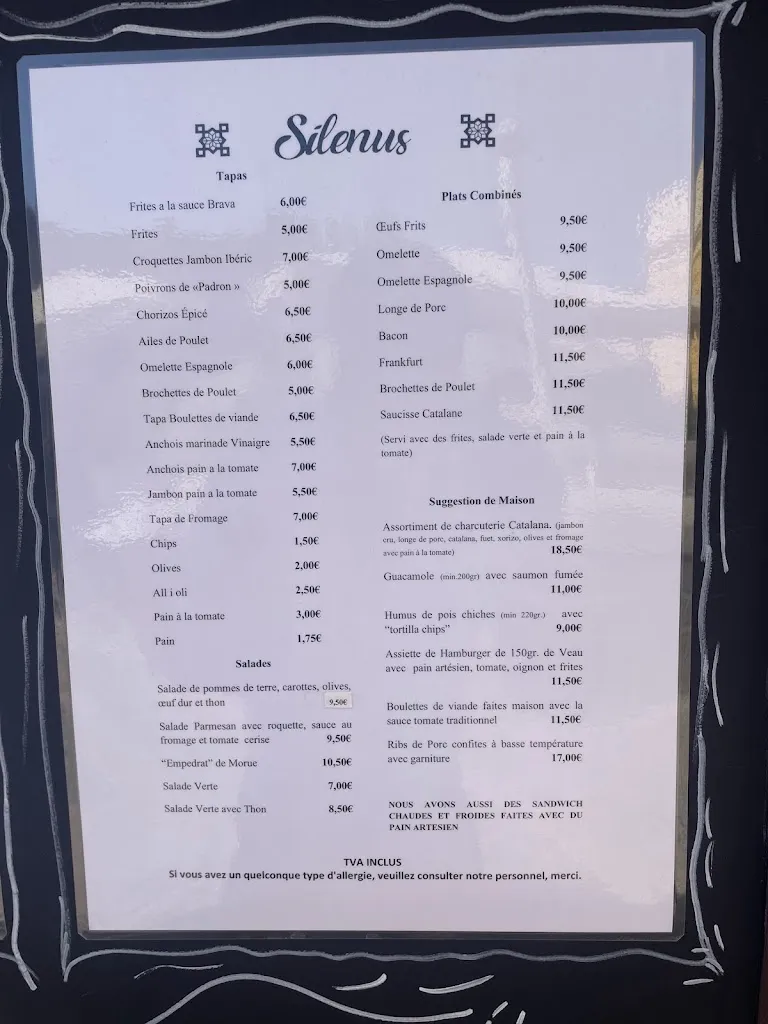 Silenus
Tapas
Frites a la sauce Brava 6,00€
Frites 5,00€
Croquettes Jambon Ibéric 7,00€
Poivrons de «Padron » 5,00€
Chorizos Épicé 6,50€
Ailes de Poulet 6,50€
Omelette Espagnole 6,00€
Brochettes de Poulet 5,00€
Tapa Boulettes de viande 6,50€
Anchois marinade Vinaigre 5,50€
Anchois pain a la tomate 7,00€
Jambon pain a la tomate 5,50€
Tapa de Fromage 7,00€
Chips 1,50€
Olives 2,00€
All i oli 2,50€
Pain à la tomate 3,00€
Pain 1,75€
Salades
Salade de pommes de terre, carottes, olives,
œuf dur et thon 9,50€
Salade Parmesan avec roquette, sauce au
fromage et tomate cerise 9,50€
“Empedrat” de Morue 10,50€
Salade Verte 7,00€
Salade Verte avec Thon 8,50€
Plats Combinés
Œufs Frits 9,50€
Omelette 9,50€
Omelette Espagnole 9,50€
Longe de Porc 10,00€
Bacon 10,00€
Frankfurt 11,50€
Brochettes de Poulet 11,50€
Saucisse Catalane 11,50€
(Servi avec des frites, salade verte et pain à la
tomate)
Suggestion de Maison
Assortiment de charcuterie Catalana. (jambon
cru, longe de porc, catalana, fuet, xorizo, olives et fromage
avec pain à la tomate) 18,50€
Guacamole (min.200gr) avec saumon fumée
11,00€
Humus de pois chiches (min 220gr.) avec
“tortilla chips” 9,00€
Assiette de Hamburger de 150gr. de Veau
avec pain artésien, tomate, oignon et frites
11,50€
Boulettes de viande faites maison avec la
sauce tomate traditionnel 11,50€
Ribs de Porc confites à basse température
avec garniture 17,00€
NOUS AVONS AUSSI DES SANDWICH
CHAUDES ET FROIDES FAITES AVEC DU
PAIN ARTESIEN
TVA INCLUS
Si vous avez un quelconque type d'allergie, veuillez consulter notre personnel, merci.